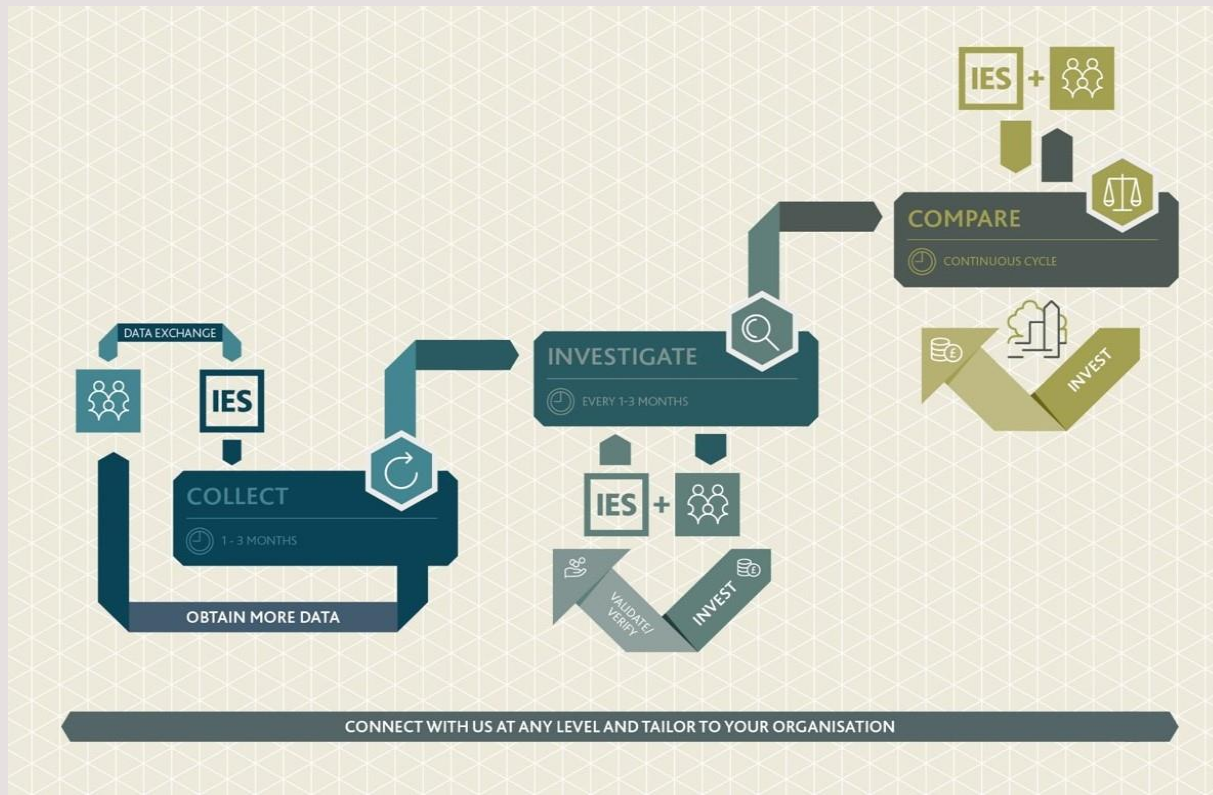 DATA EXCHANGE
IES
COLLECT
1 - 3 MONTHS
OBTAIN MORE DATA
INVESTIGATE
EVERY 1-3 MONTHS
IES +
VALIDATE/
VERIFY
INVEST
£
IES +
COMPARE
CONTINUOUS CYCLE
£
INVEST
CONNECT WITH US AT ANY LEVEL AND TAILOR TO YOUR ORGANISATION